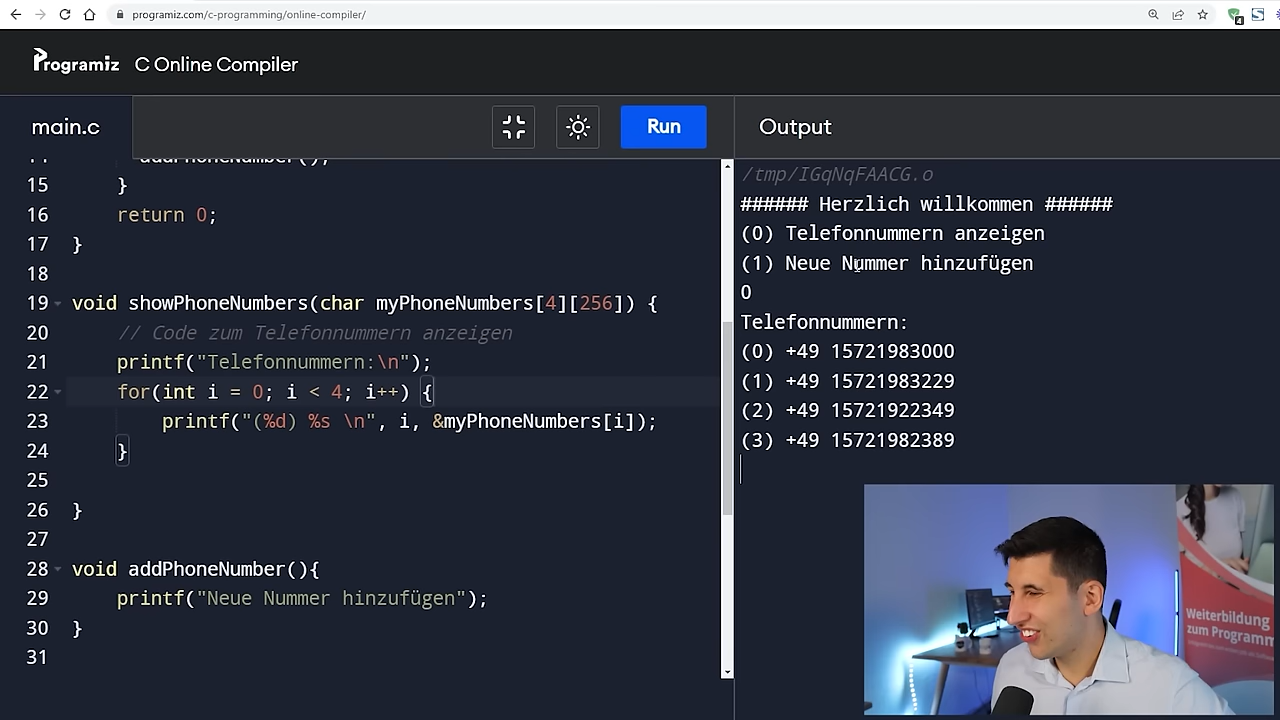 programiz.com/c-programming/online-compiler/
4
Programiz C Online Compiler
main.c
Run
Output
14 addPhoneNumber();
15 }
16 return 0;
17 }
18
19 void showPhoneNumbers(char myPhoneNumbers[4][256]) {
20 // Code zum Telefonnummern anzeigen
21 printf("Telefonnummern:\n");
22 for(int i = 0; i < 4; i++) {
23 printf("(%d) %s \n", i, &myPhoneNumbers[i]);
24 }
25
26 }
27
28 void addPhoneNumber(){
29 printf("Neue Nummer hinzufügen");
30 }
31
/tmp/IGqNqFAACG.o
###### Herzlich willkommen ######
(0) Telefonnummern anzeigen
(1) Neue Nummer hinzufügen
0
Telefonnummern:
(0) +49 15721983000
(1) +49 15721983229
(2) +49 15721922349
(3) +49 15721982389
Weiterbildung
zum Programm